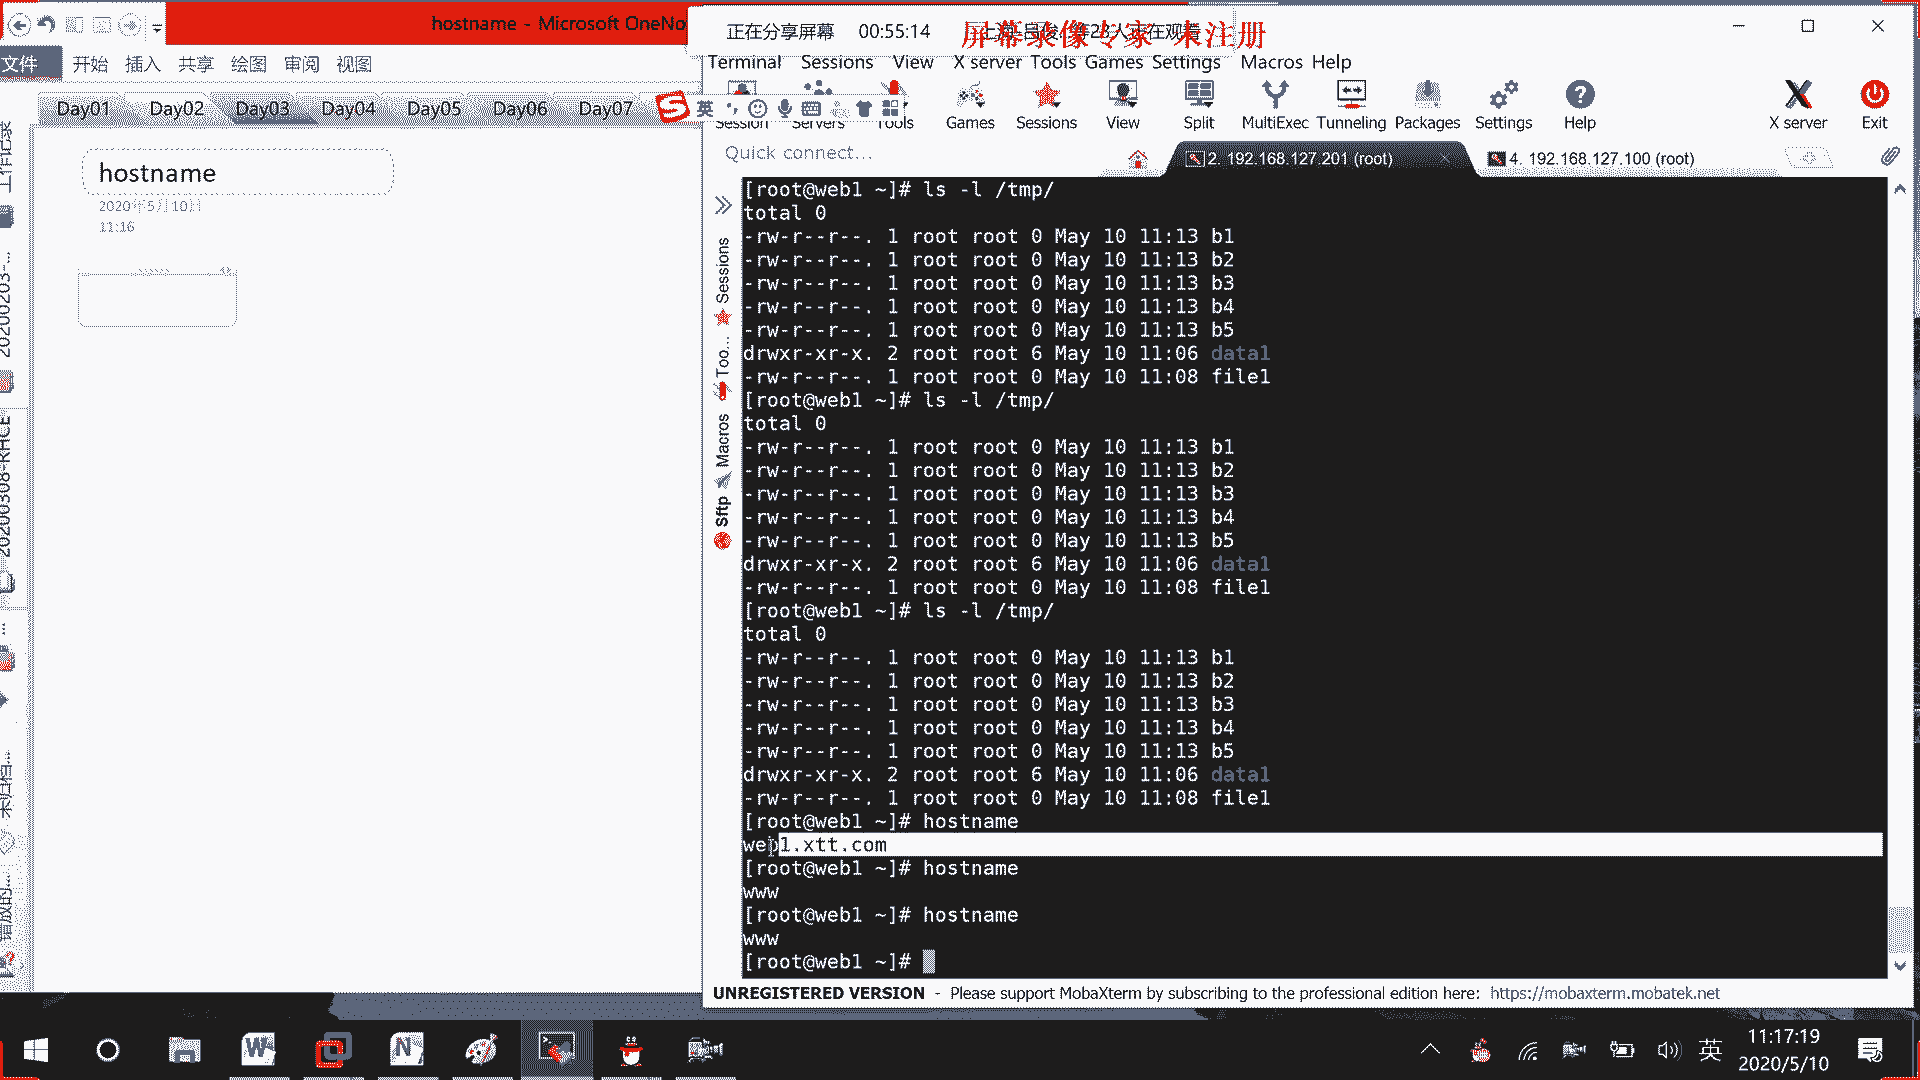 hostname - Microsoft OneNo
正在分享屏幕 00:55:14
屏幕录像专家 未注册
文件 开始 插入 共享 绘图 审阅 视图
Terminal Sessions View X server Tools Games Settings Macros Help
Day01 Day02 Day03 Day04 Day05 Day06 Day07
英
Session Servers Tools Games Sessions View Split MultiExec Tunneling Packages Settings Help X server Exit
Quick connect...
2. 192.168.127.201 (root)
4. 192.168.127.100 (root)
hostname
2020年5月10日
11:16
工作记录
20200203-...
20200308-RHCE
...
Sessions
Too...
Macros
Sftp
[root@web1 ~]# ls -l /tmp/
total 0
-rw-r--r--. 1 root root 0 May 10 11:13 b1
-rw-r--r--. 1 root root 0 May 10 11:13 b2
-rw-r--r--. 1 root root 0 May 10 11:13 b3
-rw-r--r--. 1 root root 0 May 10 11:13 b4
-rw-r--r--. 1 root root 0 May 10 11:13 b5
drwxr-xr-x. 2 root root 6 May 10 11:06 data1
-rw-r--r--. 1 root root 0 May 10 11:08 file1
[root@web1 ~]# ls -l /tmp/
total 0
-rw-r--r--. 1 root root 0 May 10 11:13 b1
-rw-r--r--. 1 root root 0 May 10 11:13 b2
-rw-r--r--. 1 root root 0 May 10 11:13 b3
-rw-r--r--. 1 root root 0 May 10 11:13 b4
-rw-r--r--. 1 root root 0 May 10 11:13 b5
drwxr-xr-x. 2 root root 6 May 10 11:06 data1
-rw-r--r--. 1 root root 0 May 10 11:08 file1
[root@web1 ~]# ls -l /tmp/
total 0
-rw-r--r--. 1 root root 0 May 10 11:13 b1
-rw-r--r--. 1 root root 0 May 10 11:13 b2
-rw-r--r--. 1 root root 0 May 10 11:13 b3
-rw-r--r--. 1 root root 0 May 10 11:13 b4
-rw-r--r--. 1 root root 0 May 10 11:13 b5
drwxr-xr-x. 2 root root 6 May 10 11:06 data1
-rw-r--r--. 1 root root 0 May 10 11:08 file1
[root@web1 ~]# hostname
web1.xtt.com
[root@web1 ~]# hostname
www
[root@web1 ~]# hostname
www
[root@web1 ~]#
UNREGISTERED VERSION - Please support MobaXterm by subscribing to the professional edition here: https://mobaxterm.mobatek.net
英
11:17:19
2020/5/10